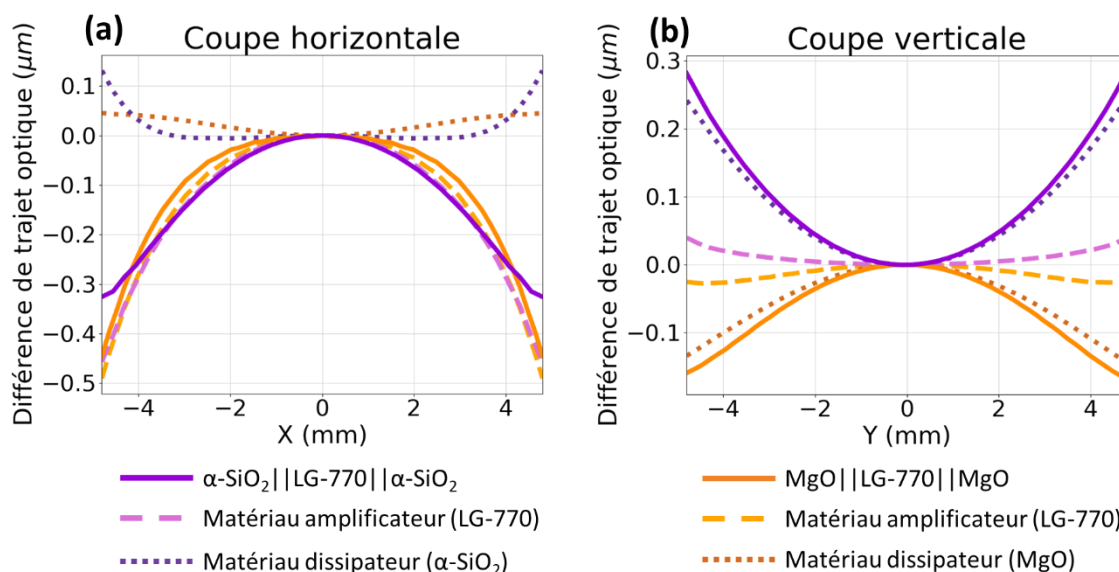 (a)
Coupe horizontale
Différence de trajet optique (μm)
0.1
0.0
−0.1
−0.2
−0.3
−0.4
−0.5
−4
−2
0
2
4
X (mm)
(b)
Coupe verticale
Différence de trajet optique (μm)
0.3
0.2
0.1
0.0
−0.1
−4
−2
0
2
4
Y (mm)
α-SiO₂||LG-770||α-SiO₂
Matériau amplificateur (LG-770)
Matériau dissipateur (α-SiO₂)
MgO||LG-770||MgO
Matériau amplificateur (LG-770)
Matériau dissipateur (MgO)